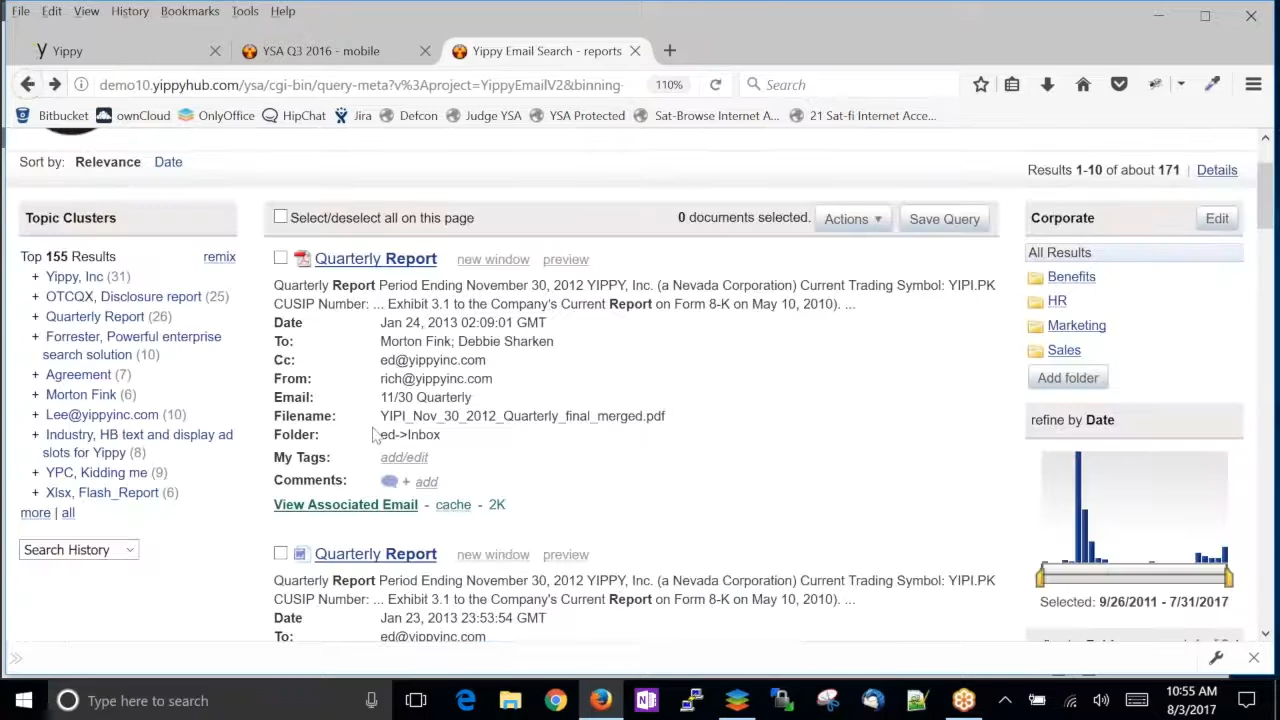 File Edit View History Bookmarks Tools Help
Yippy
YSA Q3 2016 - mobile
Yippy Email Search - reports
demo10.yippyhub.com/ysa/cgi-bin/query-meta?v%3Aproject=YippyEmailV2&binning-
110%
Search
Bitbucket ownCloud OnlyOffice HipChat Jira Defcon Judge YSA YSA Protected Sat-Browse Internet A... 21 Sat-fi Internet Acce...
Sort by: Relevance Date
Results 1-10 of about 171 | Details
Topic Clusters
Top 155 Results remix
+ Yippy, Inc (31)
+ OTCQX, Disclosure report (25)
+ Quarterly Report (26)
+ Forrester, Powerful enterprise
search solution (10)
+ Agreement (7)
+ Morton Fink (6)
+ Lee@yippyinc.com (10)
+ Industry, HB text and display ad
slots for Yippy (8)
+ YPC, Kidding me (9)
+ Xlsx, Flash_Report (6)
more | all
Search History
Select/deselect all on this page
0 documents selected. Actions Save Query
Quarterly Report new window preview
Quarterly Report Period Ending November 30, 2012 YIPPY, Inc. (a Nevada Corporation) Current Trading Symbol: YIPI.PK
CUSIP Number: ... Exhibit 3.1 to the Company's Current Report on Form 8-K on May 10, 2010). ...
Date Jan 24, 2013 02:09:01 GMT
To: Morton Fink; Debbie Sharken
Cc: ed@yippyinc.com
From: rich@yippyinc.com
Email: 11/30 Quarterly
Filename: YIPI_Nov_30_2012_Quarterly_final_merged.pdf
Folder: ed->Inbox
My Tags: add/edit
Comments: + add
View Associated Email - cache - 2K
Quarterly Report new window preview
Quarterly Report Period Ending November 30, 2012 YIPPY, Inc. (a Nevada Corporation) Current Trading Symbol: YIPI.PK
CUSIP Number: ... Exhibit 3.1 to the Company's Current Report on Form 8-K on May 10, 2010). ...
Date Jan 23, 2013 23:53:54 GMT
To: ed@yippyinc.com
Corporate Edit
All Results
Benefits
HR
Marketing
Sales
Add folder
refine by Date
Selected: 9/26/2011 - 7/31/2017
Type here to search
10:55 AM
8/3/2017